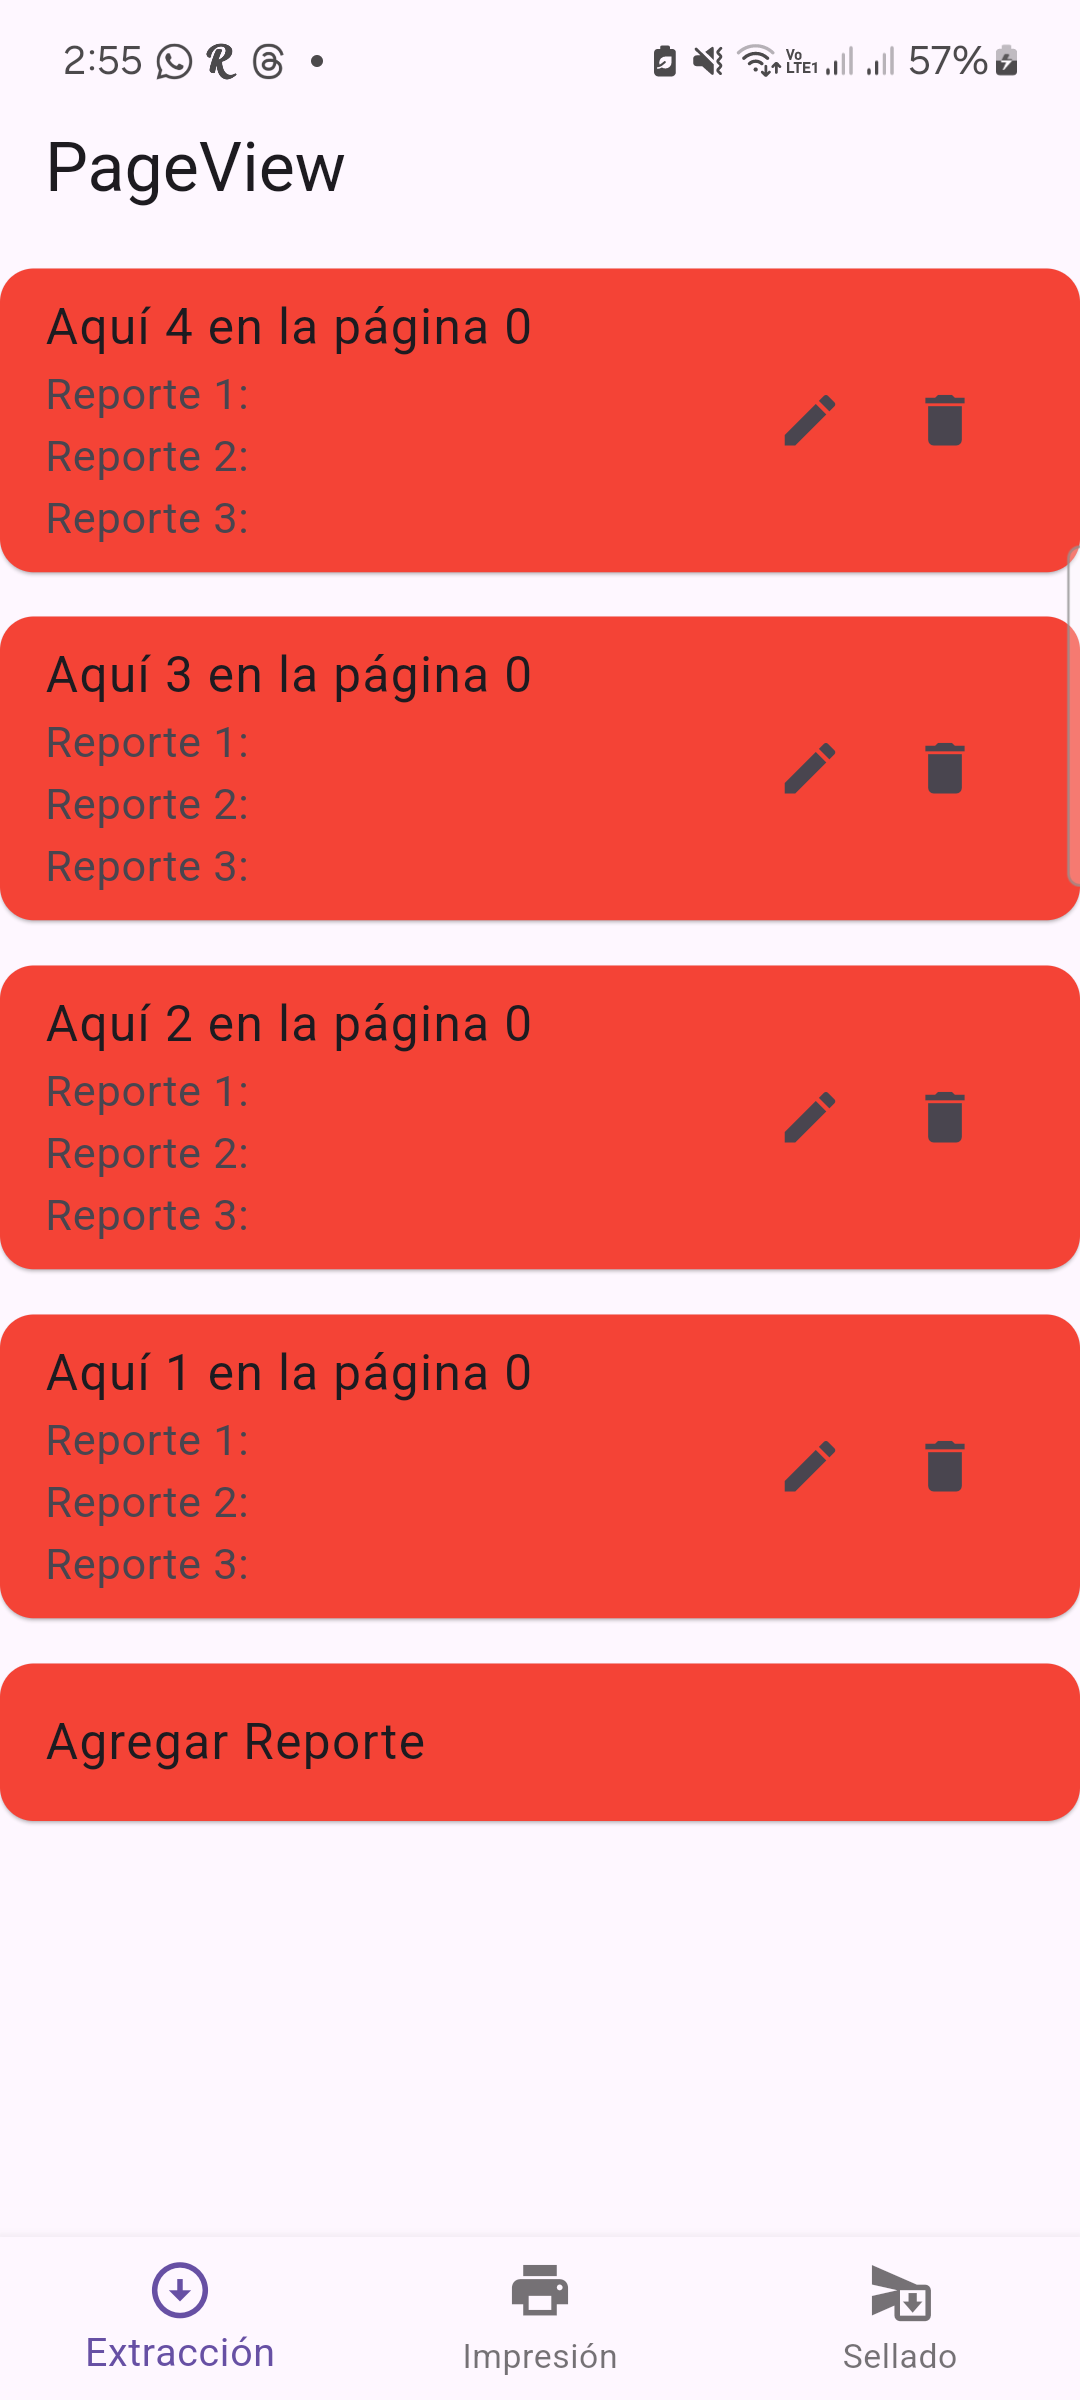 2:55
Vo
LTE1
57%
PageView
Aquí 4 en la página 0
Reporte 1:
Reporte 2:
Reporte 3:
Aquí 3 en la página 0
Reporte 1:
Reporte 2:
Reporte 3:
Aquí 2 en la página 0
Reporte 1:
Reporte 2:
Reporte 3:
Aquí 1 en la página 0
Reporte 1:
Reporte 2:
Reporte 3:
Agregar Reporte
Extracción
Impresión
Sellado